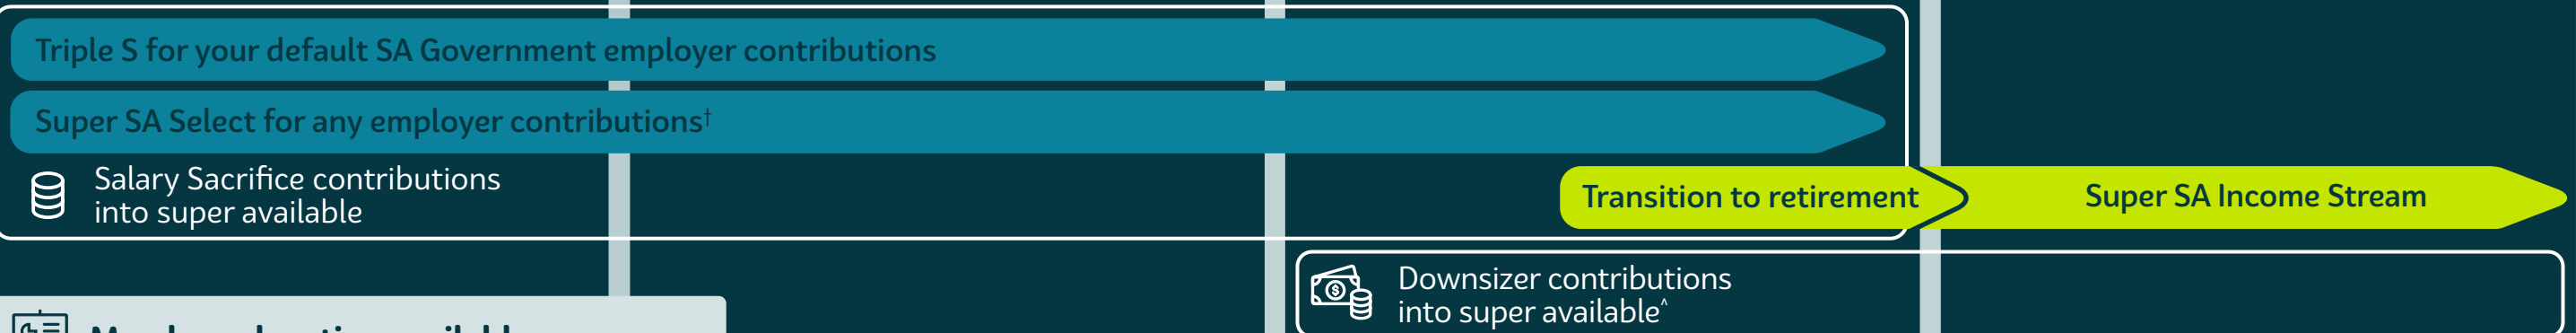 Triple S for your default SA Government employer contributions
Super SA Select for any employer contributions†
Salary Sacrifice contributions
into super available
Transition to retirement
Super SA Income Stream
Downsizer contributions
into super available^